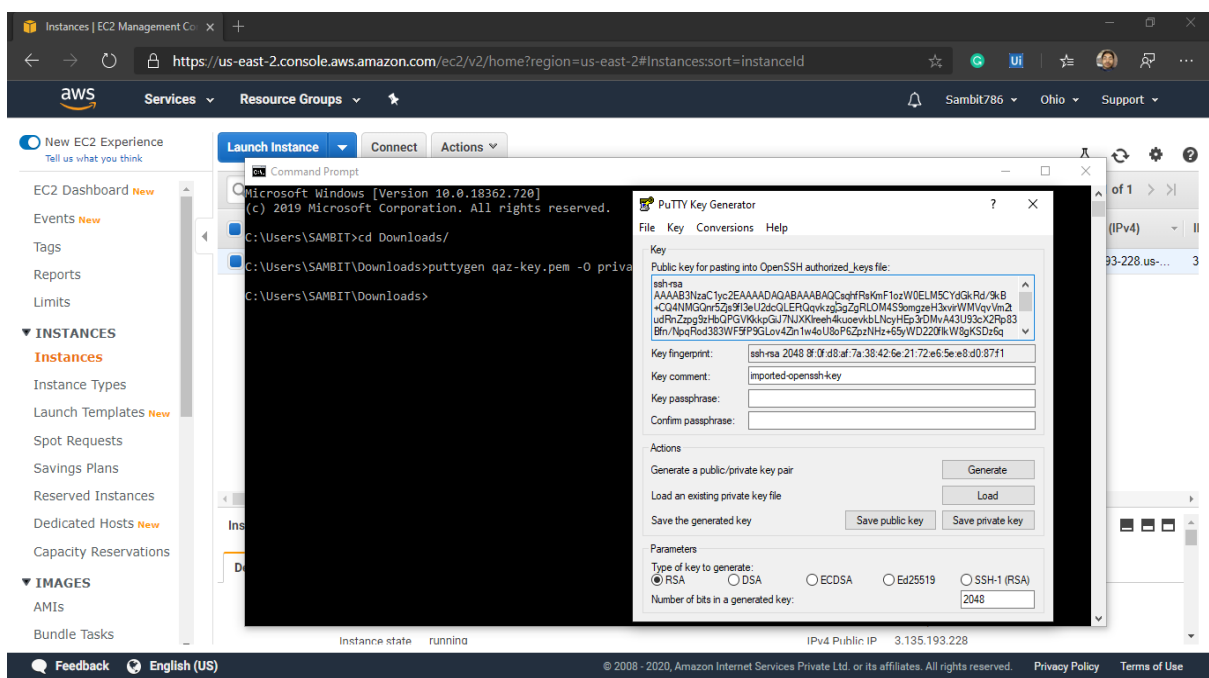 Instances | EC2 Management Co
https://us-east-2.console.aws.amazon.com/ec2/v2/home?region=us-east-2#Instances:sort=instanceId
aws Services Resource Groups Sambit786 Ohio Support
New EC2 Experience
Tell us what you think
Launch Instance Connect Actions
EC2 Dashboard New
Events New
Tags
Reports
Limits
INSTANCES
Instances
Instance Types
Launch Templates New
Spot Requests
Savings Plans
Reserved Instances
Dedicated Hosts New
Capacity Reservations
IMAGES
AMIs
Bundle Tasks
of 1
(IPv4)
93-228.us-... 3
Ins
Instance state running IPv4 Public IP 3.135.193.228
Command Prompt
Microsoft Windows [Version 10.0.18362.720]
(c) 2019 Microsoft Corporation. All rights reserved.
C:\Users\SAMBIT>cd Downloads/
C:\Users\SAMBIT\Downloads>puttygen qaz-key.pem -O priva
C:\Users\SAMBIT\Downloads>
PuTTY Key Generator ?
File Key Conversions Help
Key
Public key for pasting into OpenSSH authorized_keys file:
ssh-rsa
Key fingerprint: ssh-rsa 2048 8f:0f:d8:af:7a:38:42:6e:21:72:e6:5e:e8:d0:87:f1
Key comment: imported-openssh-key
Key passphrase:
Confirm passphrase:
Actions
Generate a public/private key pair Generate
Load an existing private key file Load
Save the generated key Save public key Save private key
Parameters
Type of key to generate:
RSA DSA ECDSA Ed25519 SSH-1 (RSA)
Number of bits in a generated key: 2048
Feedback English (US) © 2008 - 2020, Amazon Internet Services Private Ltd. or its affiliates. All rights reserved. Privacy Policy Terms of Use